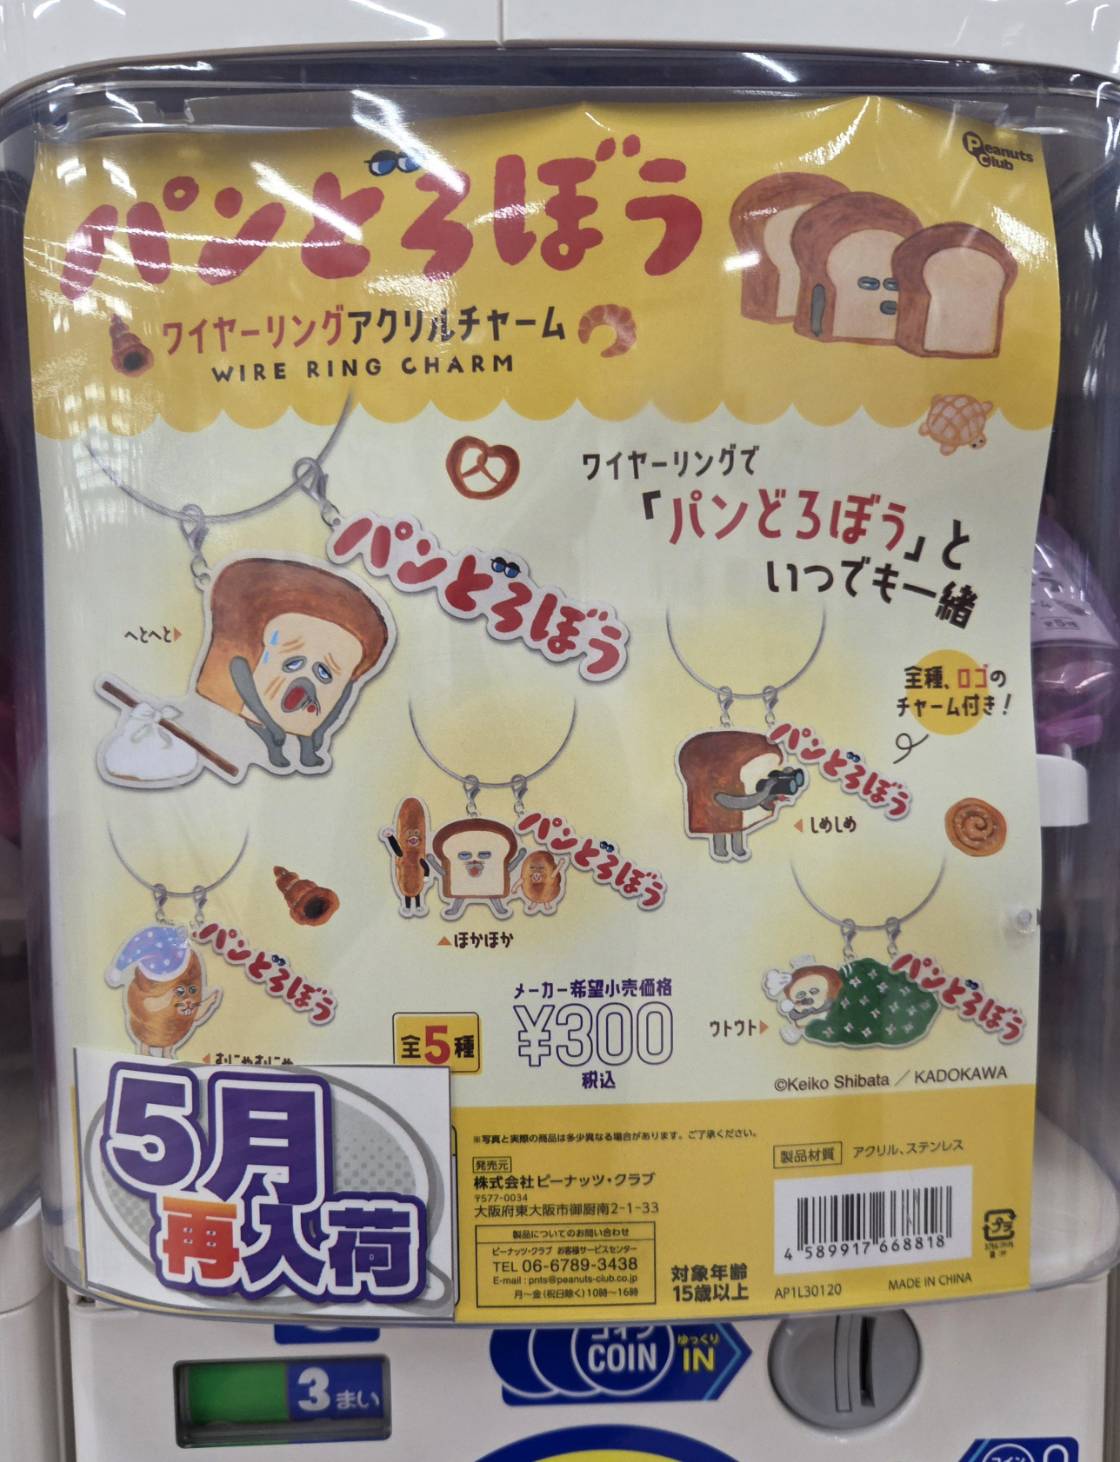 Peanuts Club
パンどろぼう
ワイヤーリングアクリルチャーム
WIRE RING CHARM
ワイヤーリングで
「パンどろぼう」と
いつでも一緒
パンどろぼう
へとへと▶
全種、ロゴの
チャーム付き!
パンどろぼう
◀しめしめ
パンどろぼう
▲ほかほか
パンどろぼう
◀むにゃむにゃ
パンどろぼう
ウトウト▶
全5種
メーカー希望小売価格
¥300
税込
©Keiko Shibata / KADOKAWA
5月
再入荷
※写真と実際の商品は多少異なる場合があります。ご了承ください。
発売元
株式会社ピーナッツ・クラブ
〒577-0034
大阪府東大阪市御厨南2-1-33
製品についてのお問い合わせ
ピーナッツ・クラブ お客様サービスセンター
TEL 06-6789-3438
E-mail : pnts@peanuts-club.co.jp
月〜金(祝日除く)10時〜16時
対象年齢
15歳以上
製品材質 アクリル、ステンレス
4 589917 668818
プラ
AP1L30120
MADE IN CHINA
3まい
コイン
COIN
ゆっくり
IN